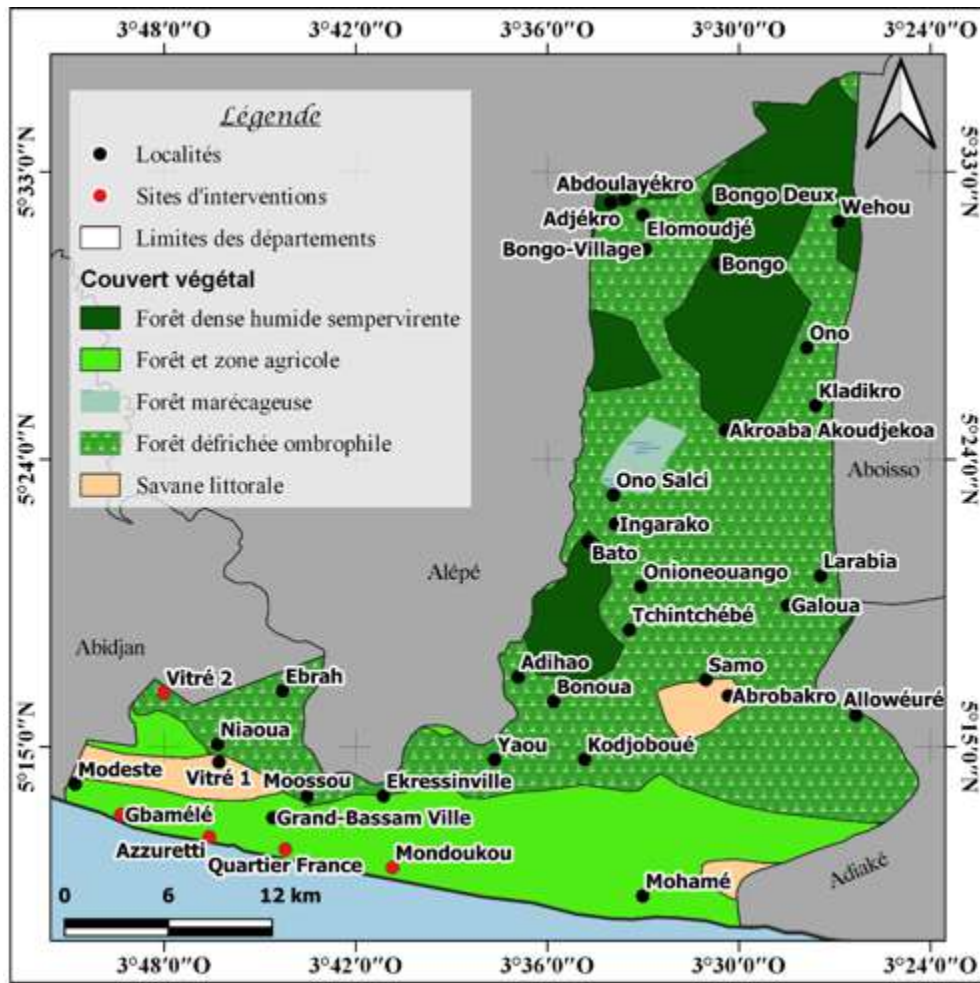 3°48'0"O 3°42'0"O 3°36'0"O 3°30'0"O 3°24'0"O
Légende
Localités
Sites d'interventions
Limites des départements
Couvert végétal
Forêt dense humide sempervirente
Forêt et zone agricole
Forêt marécageuse
Forêt défrichée ombrophile
Savane littorale
5°33'0"N
5°33'0"N
Abdoulayékro
Bongo Deux
Wehou
Adjékro
Elomoudjé
Bongo-Village
Bongo
Ono
Kladikro
Akroaba Akoudjekoa
5°24'0"N
5°24'0"N
Aboisso
Ono Salci
Ingarako
Bato
Alépé
Larabia
Onioneouango
Galoua
Tchintchébé
Abidjan
Vitré 2
Ebrah
Adihao
Samo
Bonoua
Abrobakro
Allowéuré
Niaoua
5°15'0"N
5°15'0"N
Yaou
Kodjoboué
Vitré 1
Modeste
Moossou
Ekressinville
Gbamélé
Grand-Bassam Ville
Azzuretti
Quartier France
Mondoukou
Adiaké
Mohamé
0 6 12 km
3°48'0"O 3°42'0"O 3°36'0"O 3°30'0"O 3°24'0"O